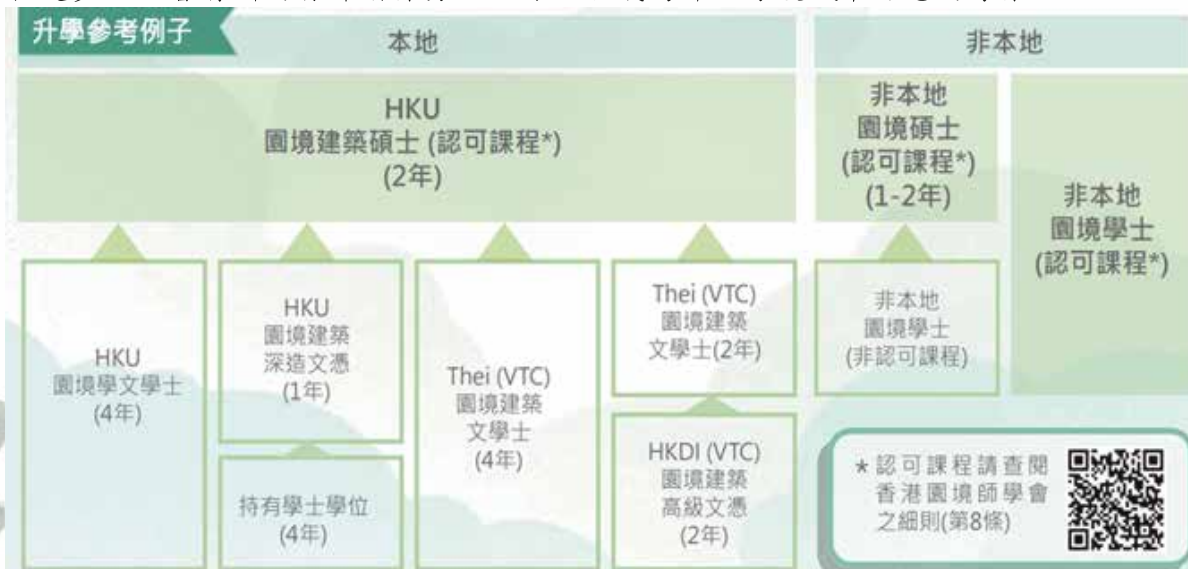 升學參考例子
本地
非本地
HKU
園境建築碩士 (認可課程*)
(2年)
非本地
園境碩士
(認可課程*)
(1-2年)
非本地
園境學士
(認可課程*)
HKU
園境學文學士
(4年)
HKU
園境建築
深造文憑
(1年)
持有學士學位
(4年)
Thei (VTC)
園境建築
文學士
(4年)
Thei (VTC)
園境建築
文學士(2年)
HKDI (VTC)
園境建築
高級文憑
(2年)
非本地
園境學士
(非認可課程)
* 認可課程請查閱
香港園境師學會
之細則(第8條)